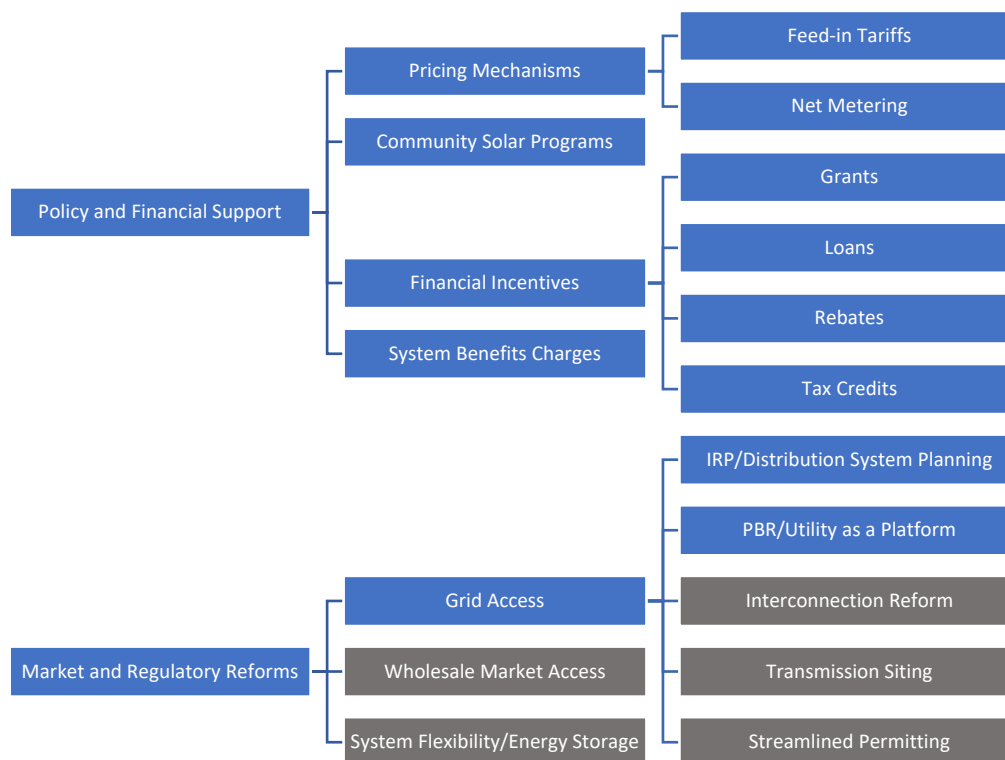 Policy and Financial Support
Pricing Mechanisms
Feed-in Tariffs
Net Metering
Community Solar Programs
Financial Incentives
Grants
Loans
Rebates
Tax Credits
System Benefits Charges
Market and Regulatory Reforms
Grid Access
IRP/Distribution System Planning
PBR/Utility as a Platform
Interconnection Reform
Transmission Siting
Streamlined Permitting
Wholesale Market Access
System Flexibility/Energy Storage